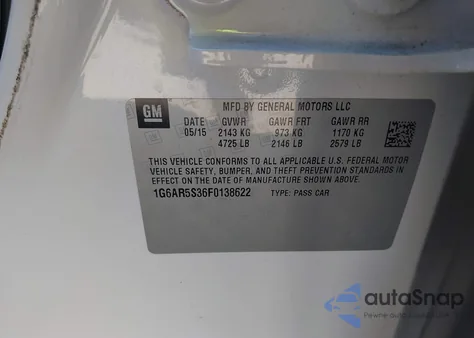 GM
MFD BY GENERAL MOTORS LLC
DATE GVWR GAWR FRT GAWR RR
05/15 2143 KG 973 KG 1170 KG
4725 LB 2146 LB 2579 LB
THIS VEHICLE CONFORMS TO ALL APPLICABLE U.S. FEDERAL MOTOR
VEHICLE SAFETY, BUMPER, AND THEFT PREVENTION STANDARDS IN
EFFECT ON THE DATE OF MANUFACTURE SHOWN ABOVE.
1G6AR5S36F0138622 TYPE: PASS CAR
autoSnap